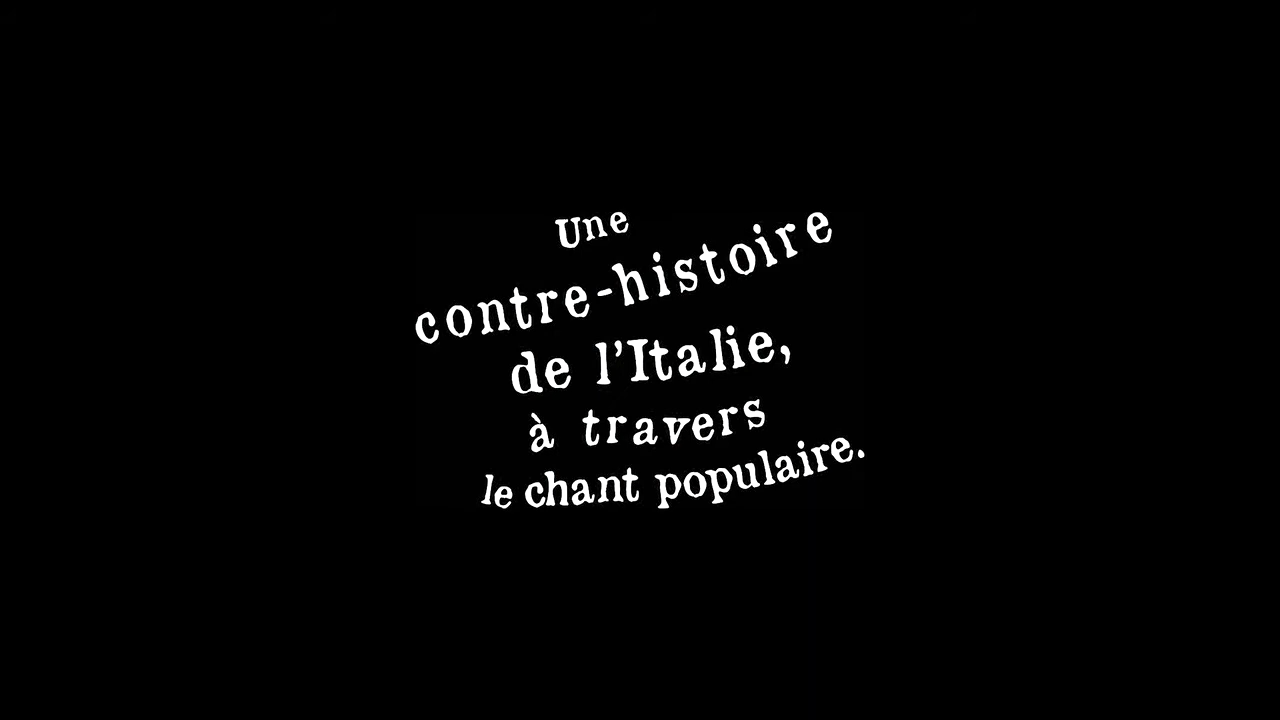 Une
contre-histoire
de l'Italie,
à travers
le chant populaire.